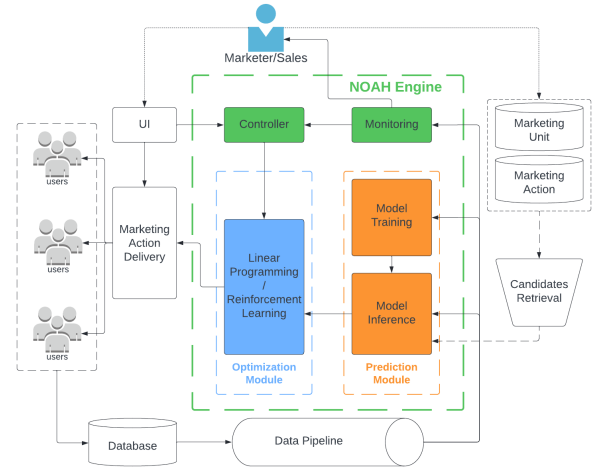 Marketer/Sales
NOAH Engine
UI
Controller
Monitoring
Marketing
Unit
Marketing
Action
users
Marketing
Action
Delivery
Model
Training
users
Linear
Programming
/
Reinforcement
Learning
Model
Inference
Candidates
Retrieval
users
Optimization
Module
Prediction
Module
Database
Data Pipeline